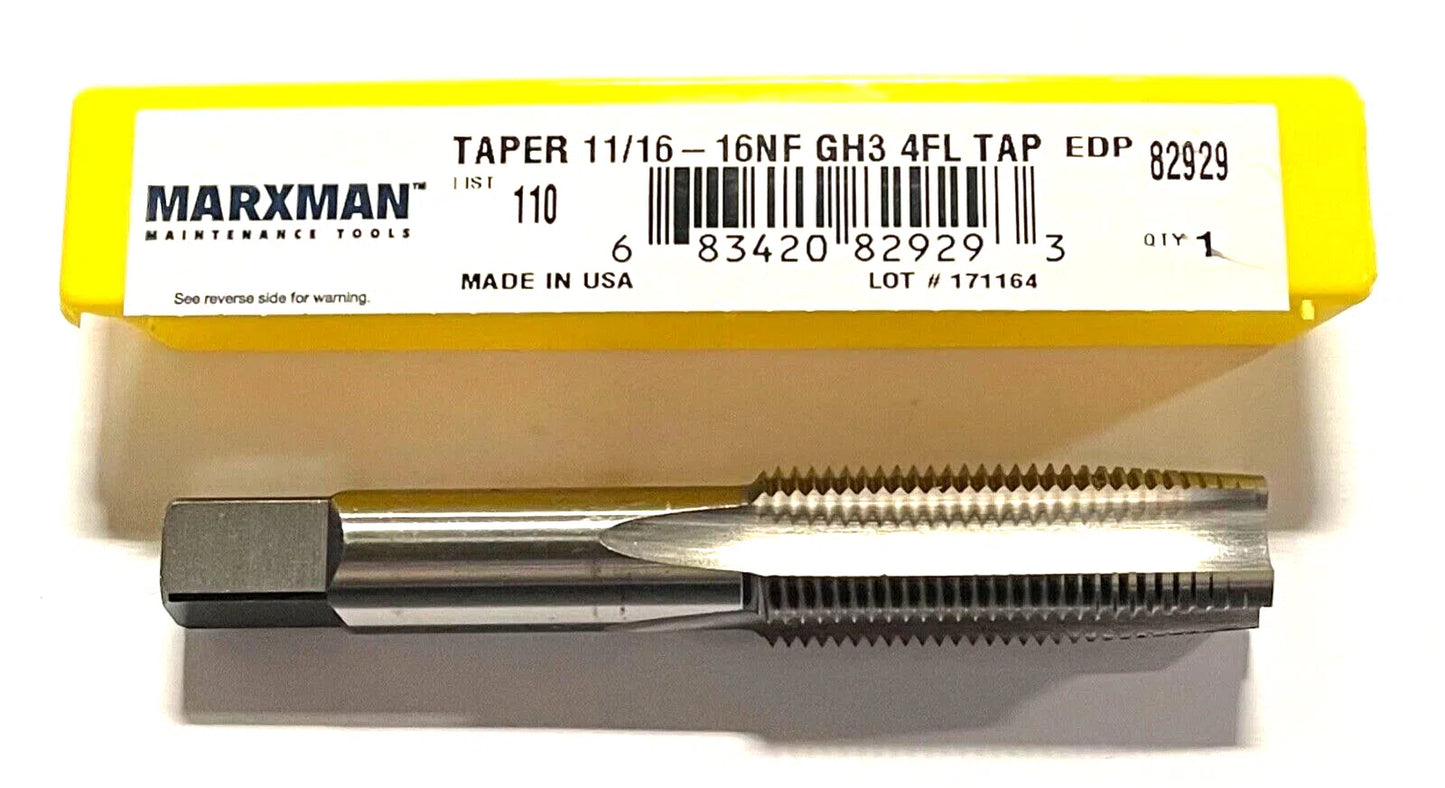 TAPER 11/16 – 16NF GH3 4FL TAP EDP 82929
LIST 110
MARXMAN™
MAINTENANCE TOOLS
6 83420 82929 3
QTY 1
MADE IN USA LOT # 171164
See reverse side for warning.